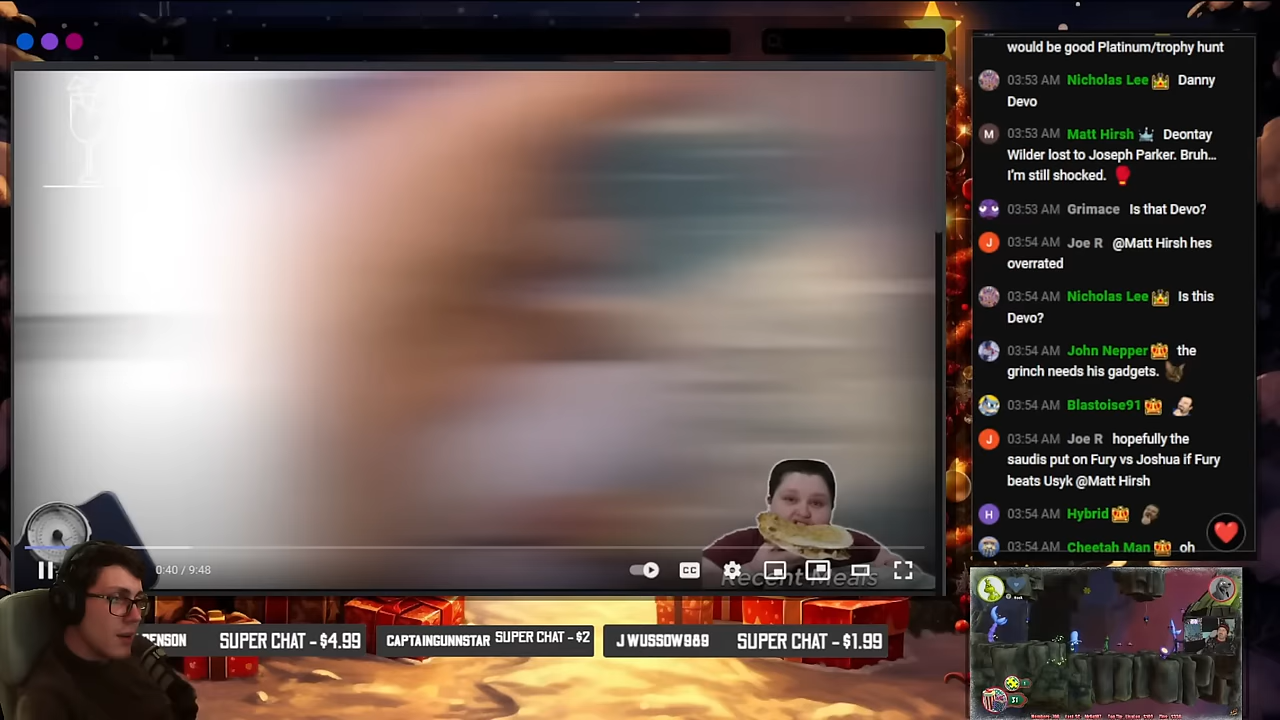 would be good Platinum/trophy hunt
03:53 AM Nicholas Lee Danny
Devo
M 03:53 AM Matt Hirsh Deontay
Wilder lost to Joseph Parker. Bruh...
I'm still shocked.
03:53 AM Grimace Is that Devo?
J 03:54 AM Joe R @Matt Hirsh hes
overrated
03:54 AM Nicholas Lee Is this
Devo?
03:54 AM John Nepper the
grinch needs his gadgets.
03:54 AM Blastoise91
J 03:54 AM Joe R hopefully the
saudis put on Fury vs Joshua if Fury
beats Usyk @Matt Hirsh
H 03:54 AM Hybrid
03:54 AM Cheetah Man oh
0:40 / 9:48
CC
Recent Meals
ENSON SUPER CHAT - $4.99
CAPTAINGUNNSTAR SUPER CHAT - $2
J WUSSOW989 SUPER CHAT - $1.99
31